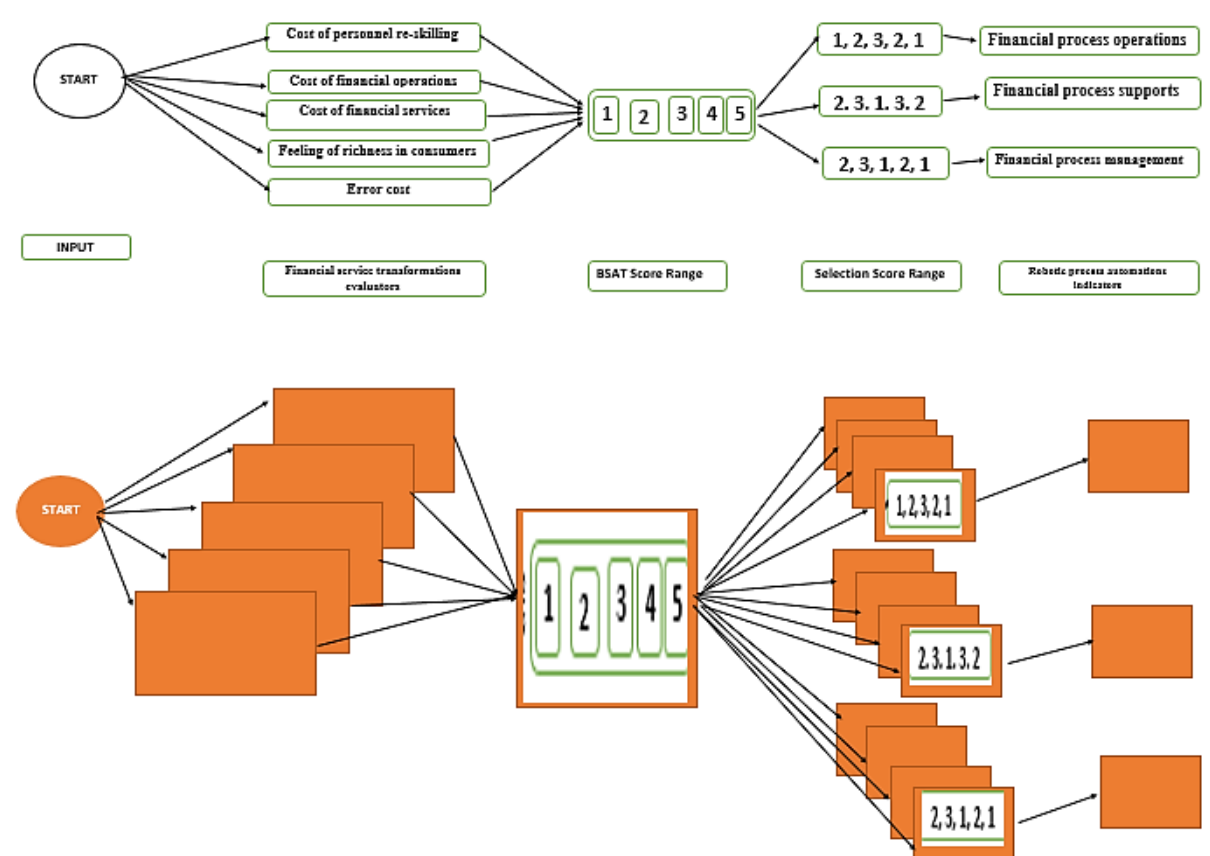 Cost of personnel re-skilling
START
Cost of financial operations
Cost of financial services
Feeling of richness in consumers
Error cost
1 2 3 4 5
1, 2, 3, 2, 1
Financial process operations
2. 3. 1. 3. 2
Financial process supports
2, 3, 1, 2, 1
Financial process management
INPUT
Financial service transformations
evaluators
BSAT Score Range
Selection Score Range
Robotic process automations
indicators
START
1 2 3 4 5
1, 2, 3, 2, 1
2. 3. 1. 3. 2
2, 3, 1, 2, 1